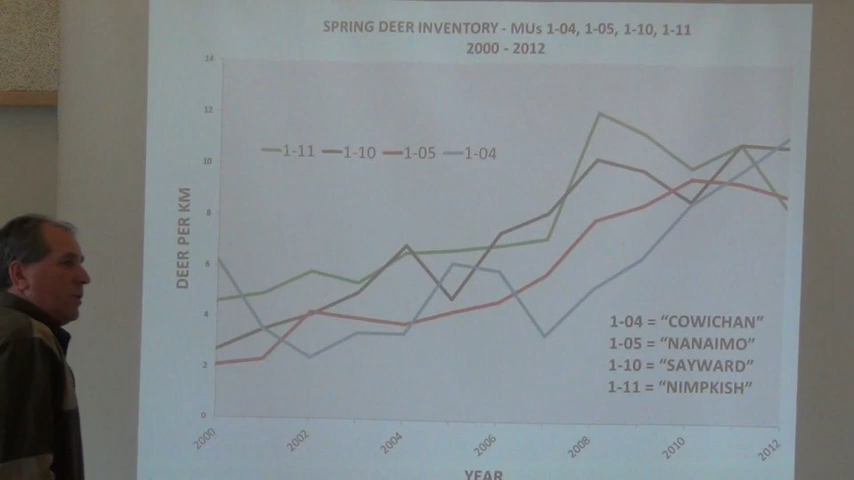 SPRING DEER INVENTORY - MUs 1-04, 1-05, 1-10, 1-11
2000 - 2012
14
12
10
8
6
4
2
0
DEER PER KM
1-11 1-10 1-05 1-04
1-04 = "COWICHAN"
1-05 = "NANAIMO"
1-10 = "SAYWARD"
1-11 = "NIMPKISH"
2000 2002 2004 2006 2008 2010 2012
YEAR